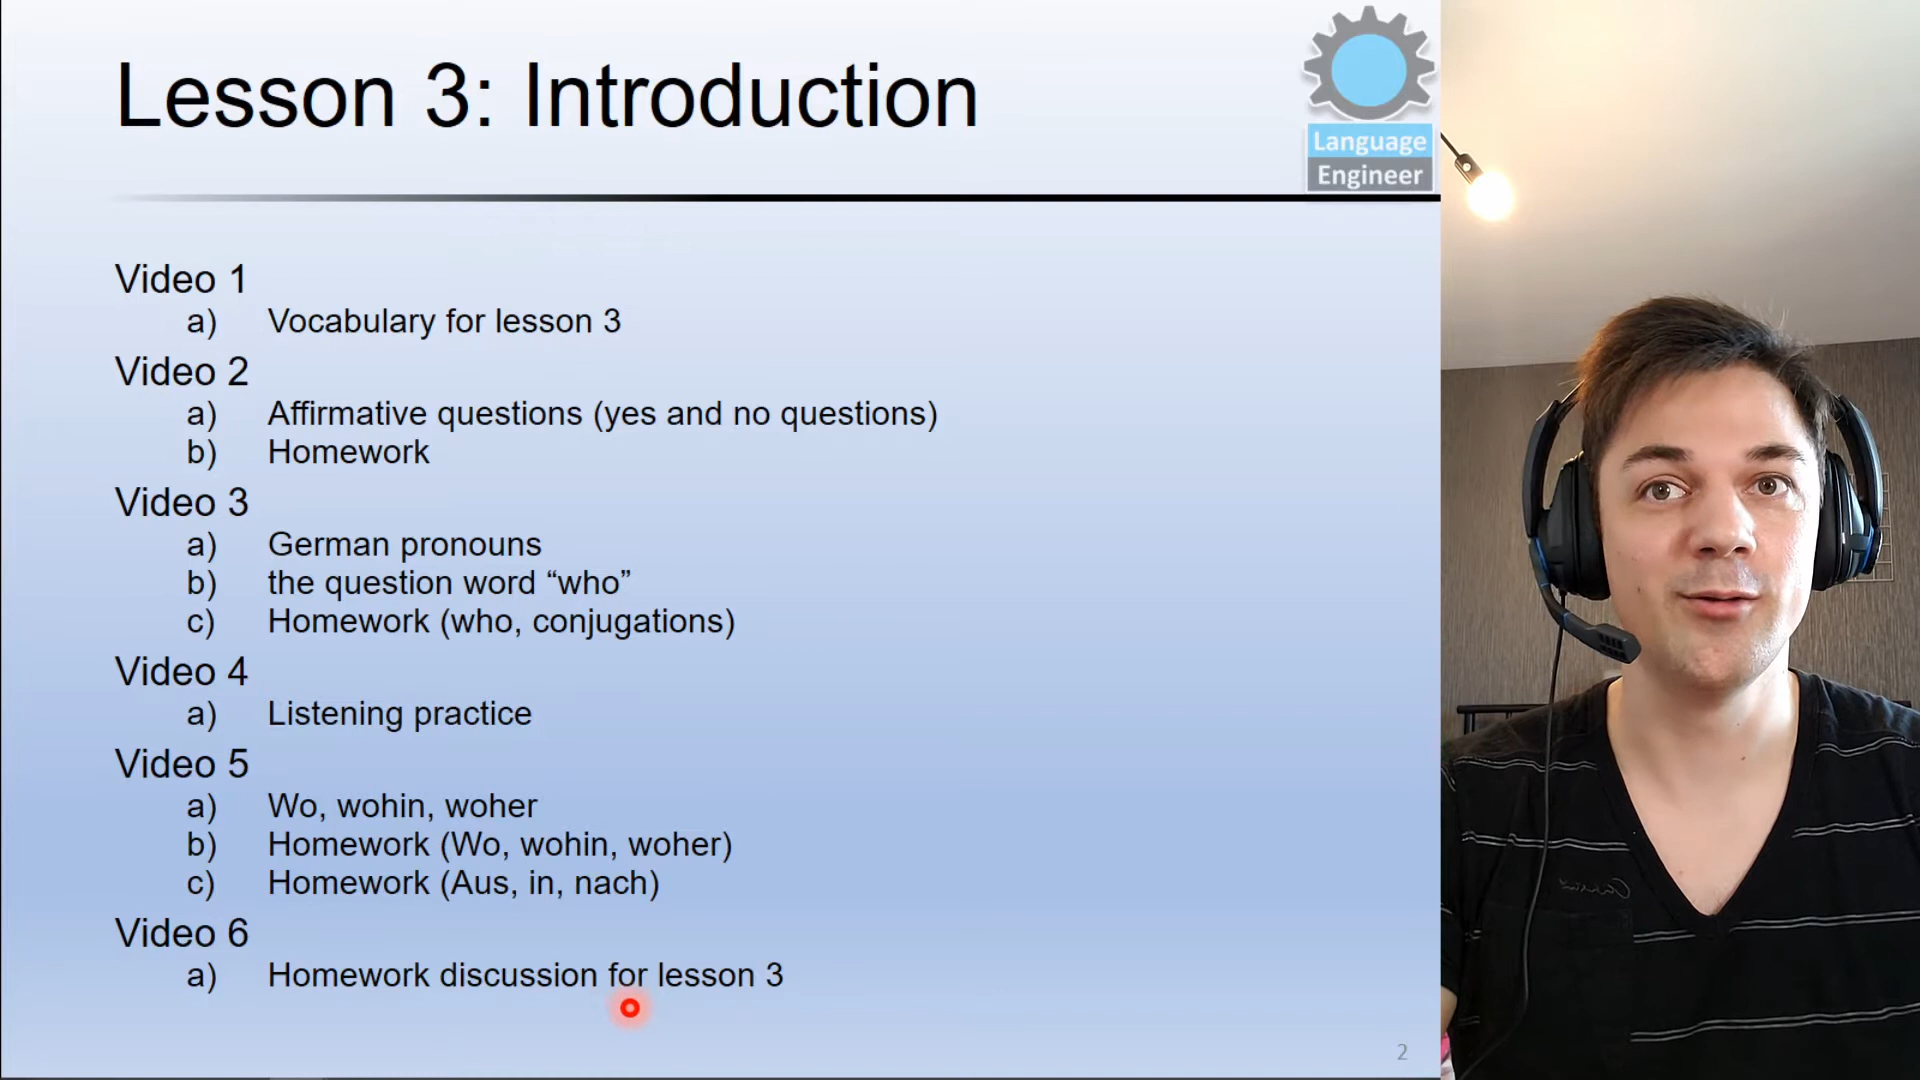 Lesson 3: Introduction
Language
Engineer
Video 1
a) Vocabulary for lesson 3
Video 2
a) Affirmative questions (yes and no questions)
b) Homework
Video 3
a) German pronouns
b) the question word “who”
c) Homework (who, conjugations)
Video 4
a) Listening practice
Video 5
a) Wo, wohin, woher
b) Homework (Wo, wohin, woher)
c) Homework (Aus, in, nach)
Video 6
a) Homework discussion for lesson 3
2